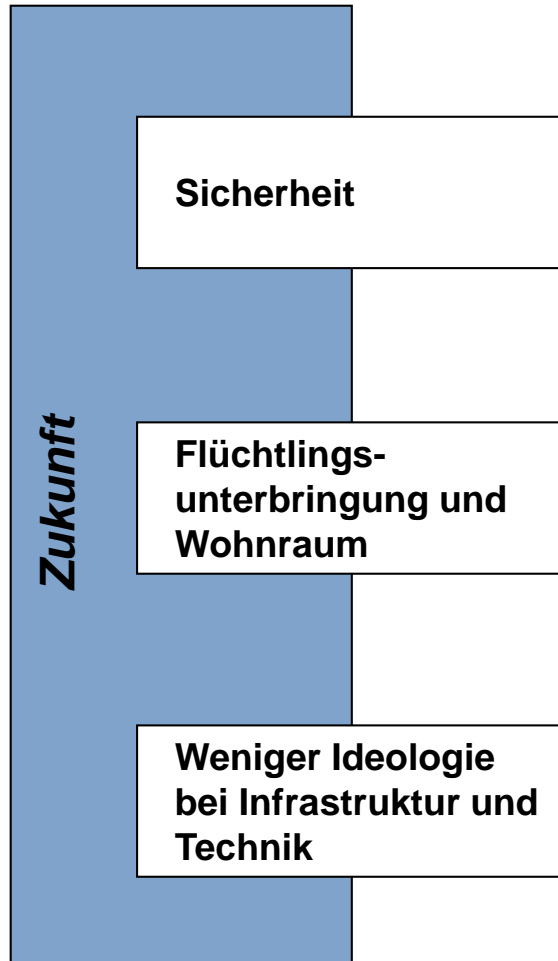 Zukunft
Sicherheit
Flüchtlings-
unterbringung und
Wohnraum
Weniger Ideologie
bei Infrastruktur und
Technik